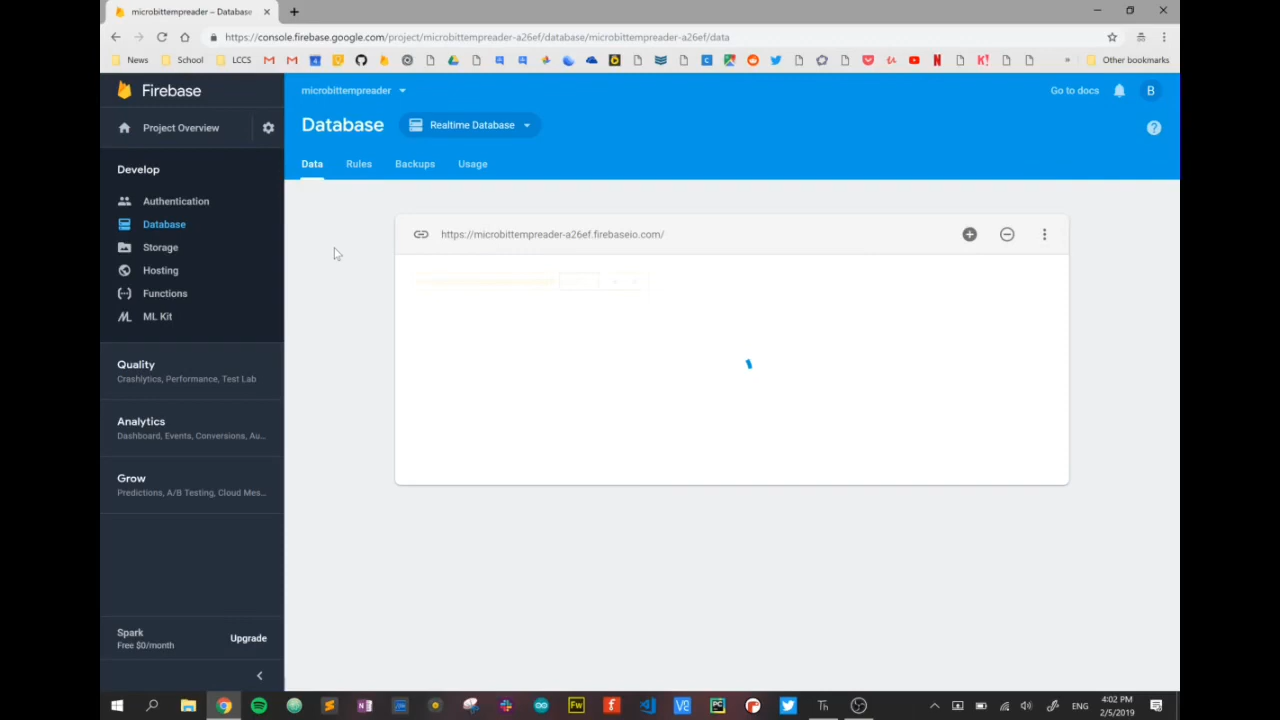 microbittempreader – Database
https://console.firebase.google.com/project/microbittempreader-a26ef/database/microbittempreader-a26ef/data
News
School
LCCS
Other bookmarks
Firebase
microbittempreader
Go to docs
B
Project Overview
Database
Realtime Database
Data
Rules
Backups
Usage
Develop
Authentication
Database
Storage
Hosting
Functions
ML Kit
https://microbittempreader-a26ef.firebaseio.com/
Quality
Crashlytics, Performance, Test Lab
Analytics
Dashboard, Events, Conversions, Au...
Grow
Predictions, A/B Testing, Cloud Mes...
Spark
Free $0/month
Upgrade
Fw
PC
Th
ENG
4:02 PM
2/5/2019